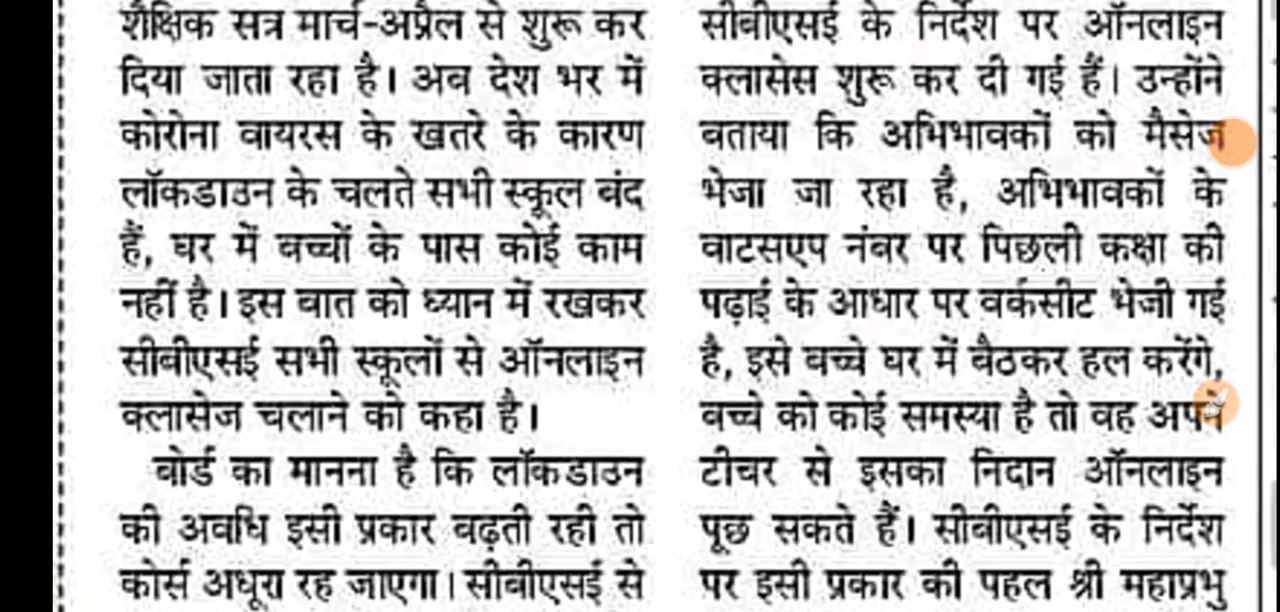 शैक्षिक सत्र मार्च-अप्रैल से शुरू कर
दिया जाता रहा है। अब देश भर में
कोरोना वायरस के खतरे के कारण
लॉकडाउन के चलते सभी स्कूल बंद
हैं, घर में बच्चों के पास कोई काम
नहीं है। इस बात को ध्यान में रखकर
सीबीएसई सभी स्कूलों से ऑनलाइन
क्लासेज चलाने को कहा है।
बोर्ड का मानना है कि लॉकडाउन
की अवधि इसी प्रकार बढ़ती रही तो
कोर्स अधूरा रह जाएगा। सीबीएसई से
सीबीएसई के निर्देश पर ऑनलाइन
क्लासेस शुरू कर दी गई हैं। उन्होंने
बताया कि अभिभावकों को मैसेज
भेजा जा रहा है, अभिभावकों के
वाटसएप नंबर पर पिछली कक्षा की
पढ़ाई के आधार पर वर्कसीट भेजी गई
है, इसे बच्चे घर में बैठकर हल करेंगे,
बच्चे को कोई समस्या है तो वह अपने
टीचर से इसका निदान ऑनलाइन
पूछ सकते हैं। सीबीएसई के निर्देश
पर इसी प्रकार की पहल श्री महाप्रभु